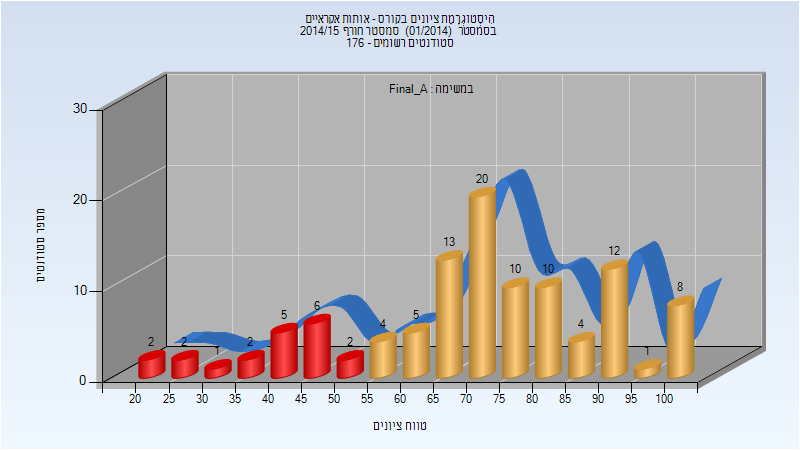 היסטוגרמת ציונים בקורס - אותות אקראיים
בסמסטר (01/2014) סמסטר חורף 2014/15
סטודנטים רשומים - 176
במשימה : Final_A
מספר סטודנטים
30
20
10
0
2 2 1 2 5 6 2 4 5 13 20 10 10 4 12 1 8
20 25 30 35 40 45 50 55 60 65 70 75 80 85 90 95 100
טווח ציונים